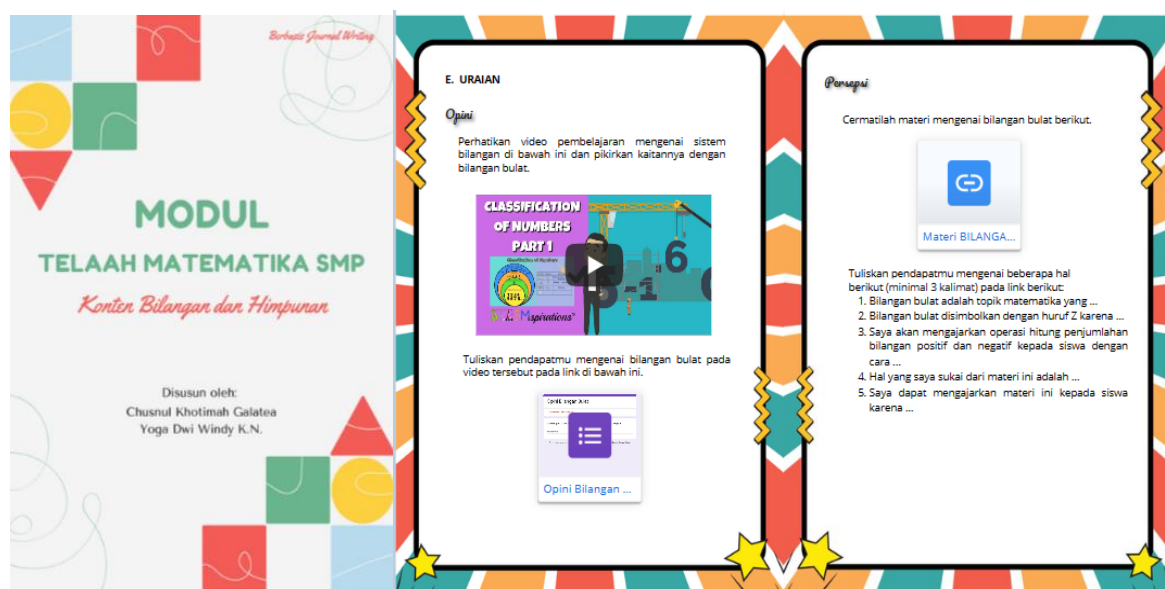 Berbasis Journal Writing
MODUL
TELAAH MATEMATIKA SMP
Konten Bilangan dan Himpunan
Disusun oleh:
Chusnul Khotimah Galatea
Yoga Dwi Windy K.N.
E. URAIAN
Opini
Perhatikan video pembelajaran mengenai sistem
bilangan di bawah ini dan pikirkan kaitannya dengan
bilangan bulat.
CLASSIFICATION
OF NUMBERS
PART 1
Tuliskan pendapatmu mengenai bilangan bulat pada
video tersebut pada link di bawah ini.
Opini Bilangan Bulat
Opini Bilangan ...
Persepsi
Cermatilah materi mengenai bilangan bulat berikut.
Materi BILANGA...
Tuliskan pendapatmu mengenai beberapa hal
berikut (minimal 3 kalimat) pada link berikut:
1. Bilangan bulat adalah topik matematika yang ...
2. Bilangan bulat disimbolkan dengan huruf Z karena ...
3. Saya akan mengajarkan operasi hitung penjumlahan
bilangan positif dan negatif kepada siswa dengan
cara ...
4. Hal yang saya sukai dari materi ini adalah ...
5. Saya dapat mengajarkan materi ini kepada siswa
karena ...